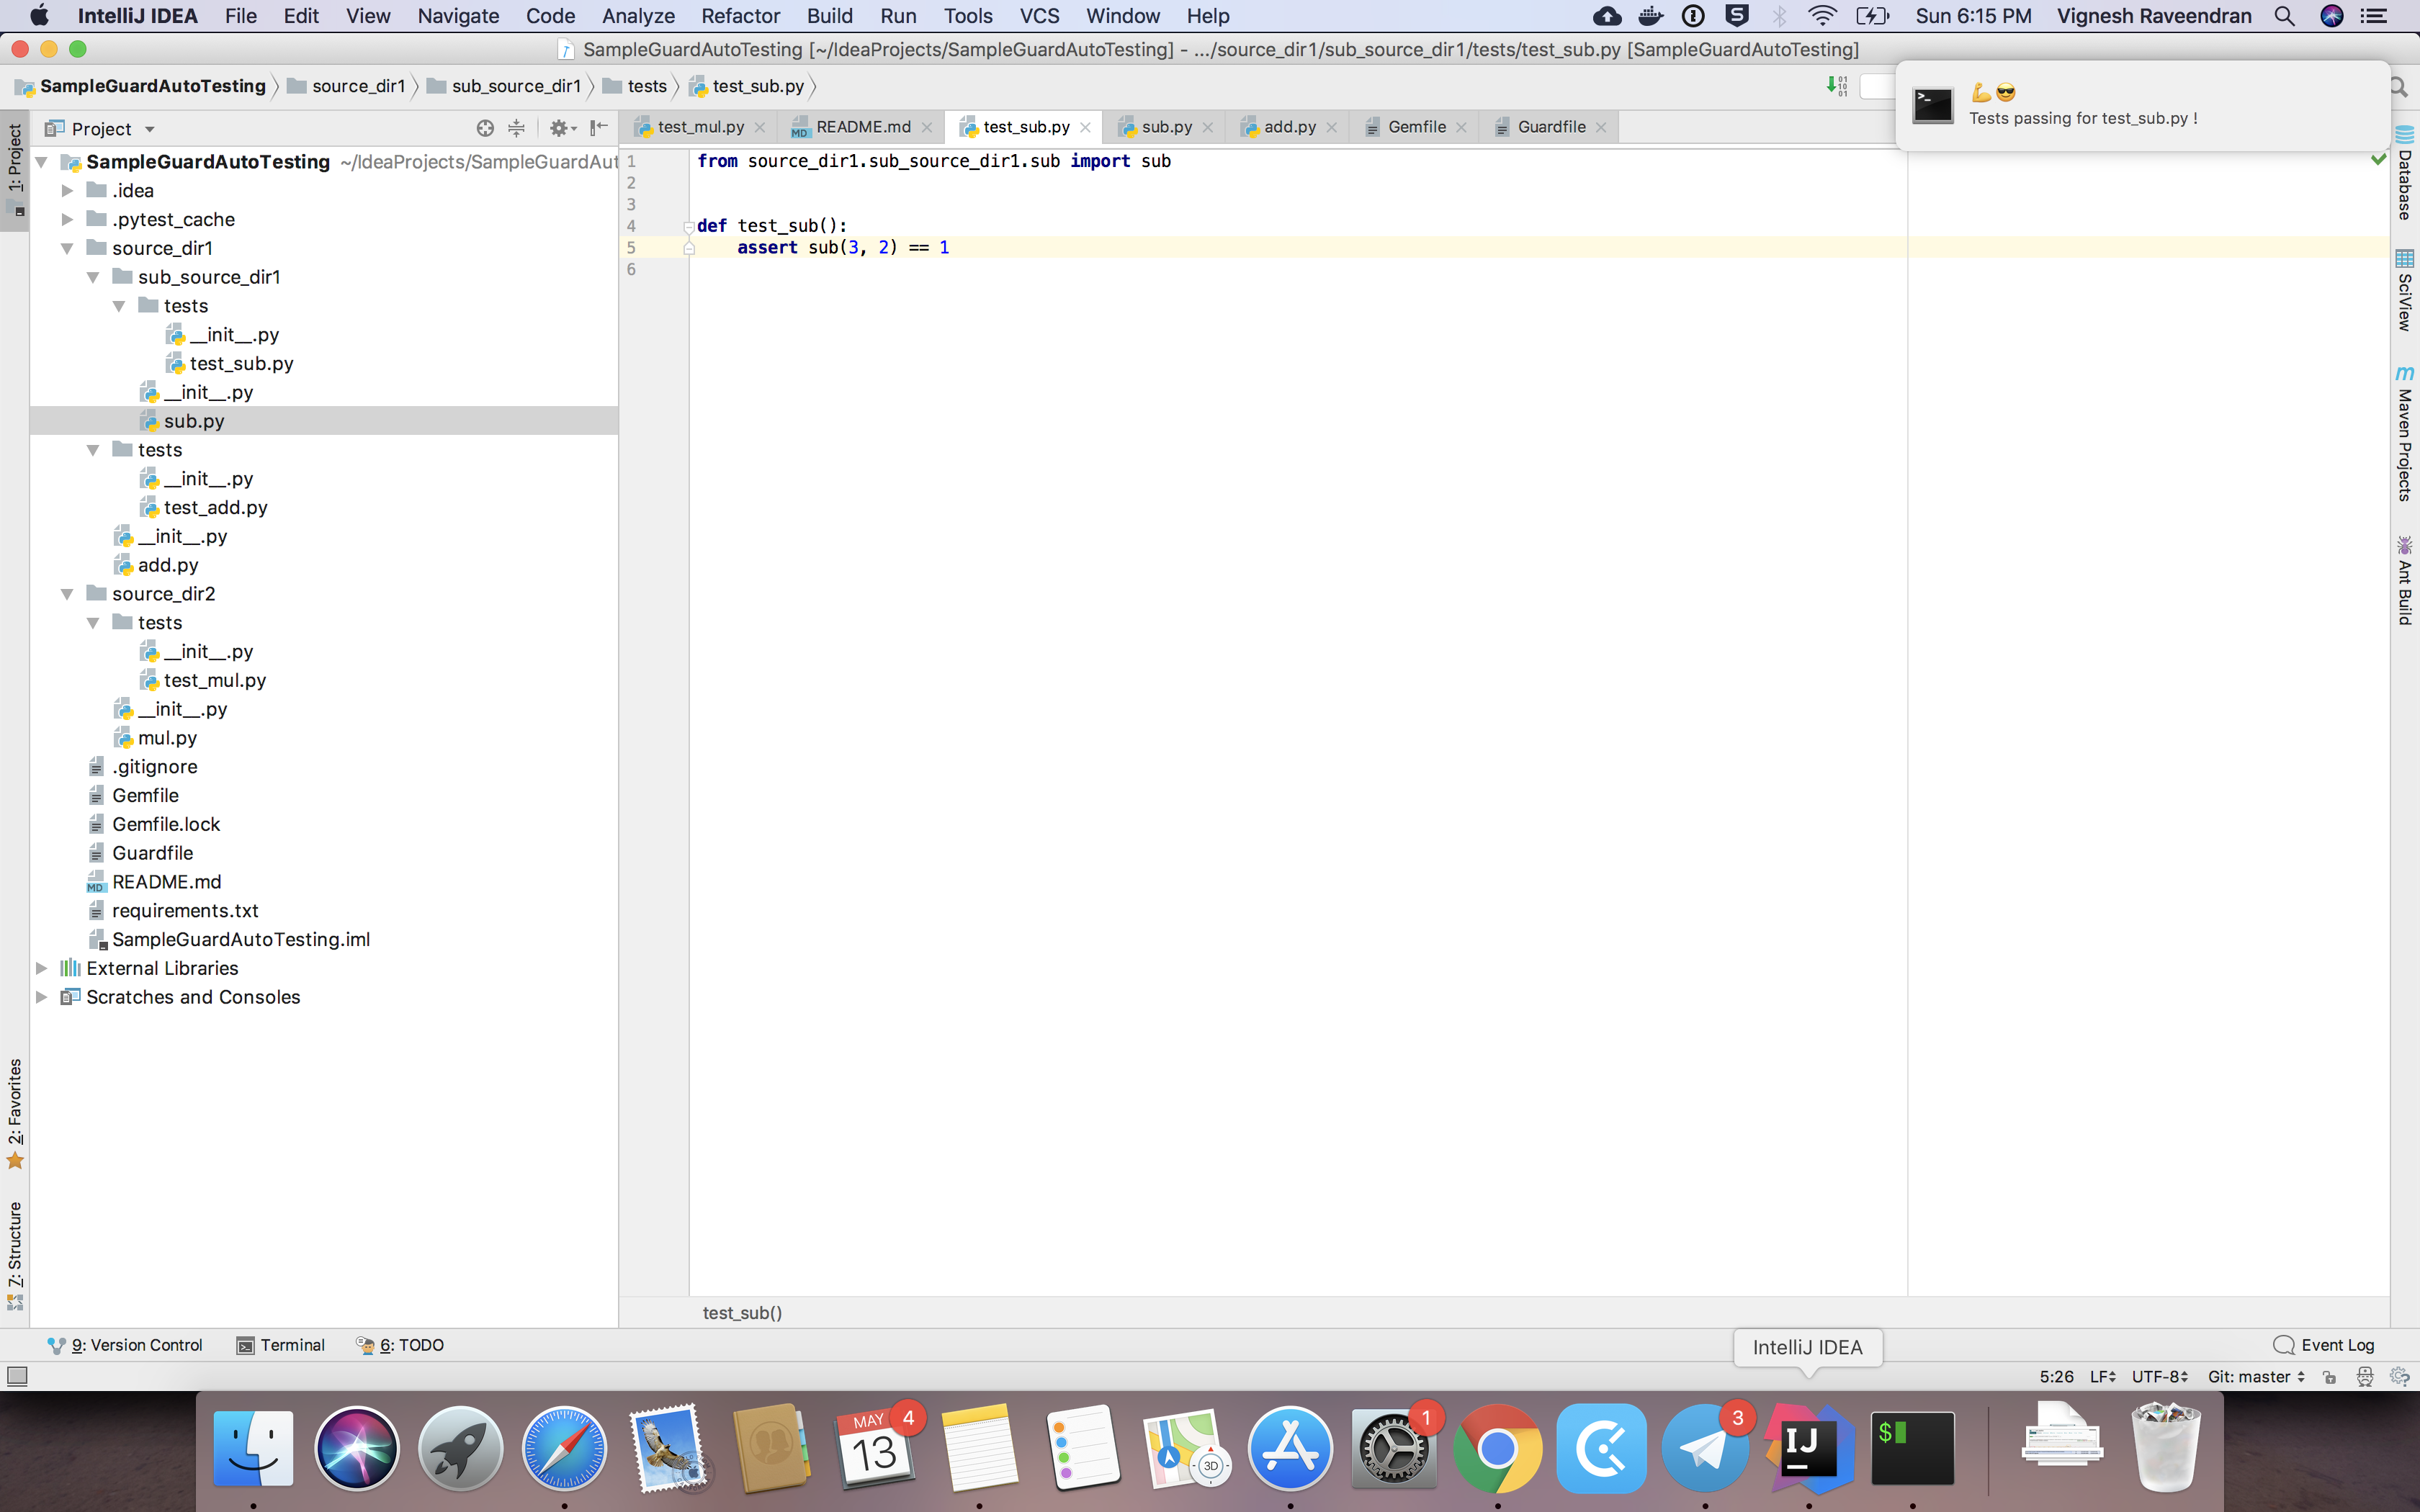 IntelliJ IDEA File Edit View Navigate Code Analyze Refactor Build Run Tools VCS Window Help Sun 6:15 PM Vignesh Raveendran
SampleGuardAutoTesting [~/IdeaProjects/SampleGuardAutoTesting] - .../source_dir1/sub_source_dir1/tests/test_sub.py [SampleGuardAutoTesting]
SampleGuardAutoTesting source_dir1 sub_source_dir1 tests test_sub.py
💪😎
Tests passing for test_sub.py !
Project
test_mul.py README.md test_sub.py sub.py add.py Gemfile Guardfile
1: Project
2: Favorites
7: Structure
SampleGuardAutoTesting ~/IdeaProjects/SampleGuardAut
.idea
.pytest_cache
source_dir1
sub_source_dir1
tests
__init__.py
test_sub.py
__init__.py
sub.py
tests
__init__.py
test_add.py
__init__.py
add.py
source_dir2
tests
__init__.py
test_mul.py
__init__.py
mul.py
.gitignore
Gemfile
Gemfile.lock
Guardfile
README.md
requirements.txt
SampleGuardAutoTesting.iml
External Libraries
Scratches and Consoles
1 from source_dir1.sub_source_dir1.sub import sub
2
3
4 def test_sub():
5 assert sub(3, 2) == 1
6
Database
SciView
Maven Projects
Ant Build
test_sub()
9: Version Control Terminal 6: TODO Event Log
IntelliJ IDEA
5:26 LF UTF-8 Git: master
MAY 4
13
3D
1
3
IJ
$